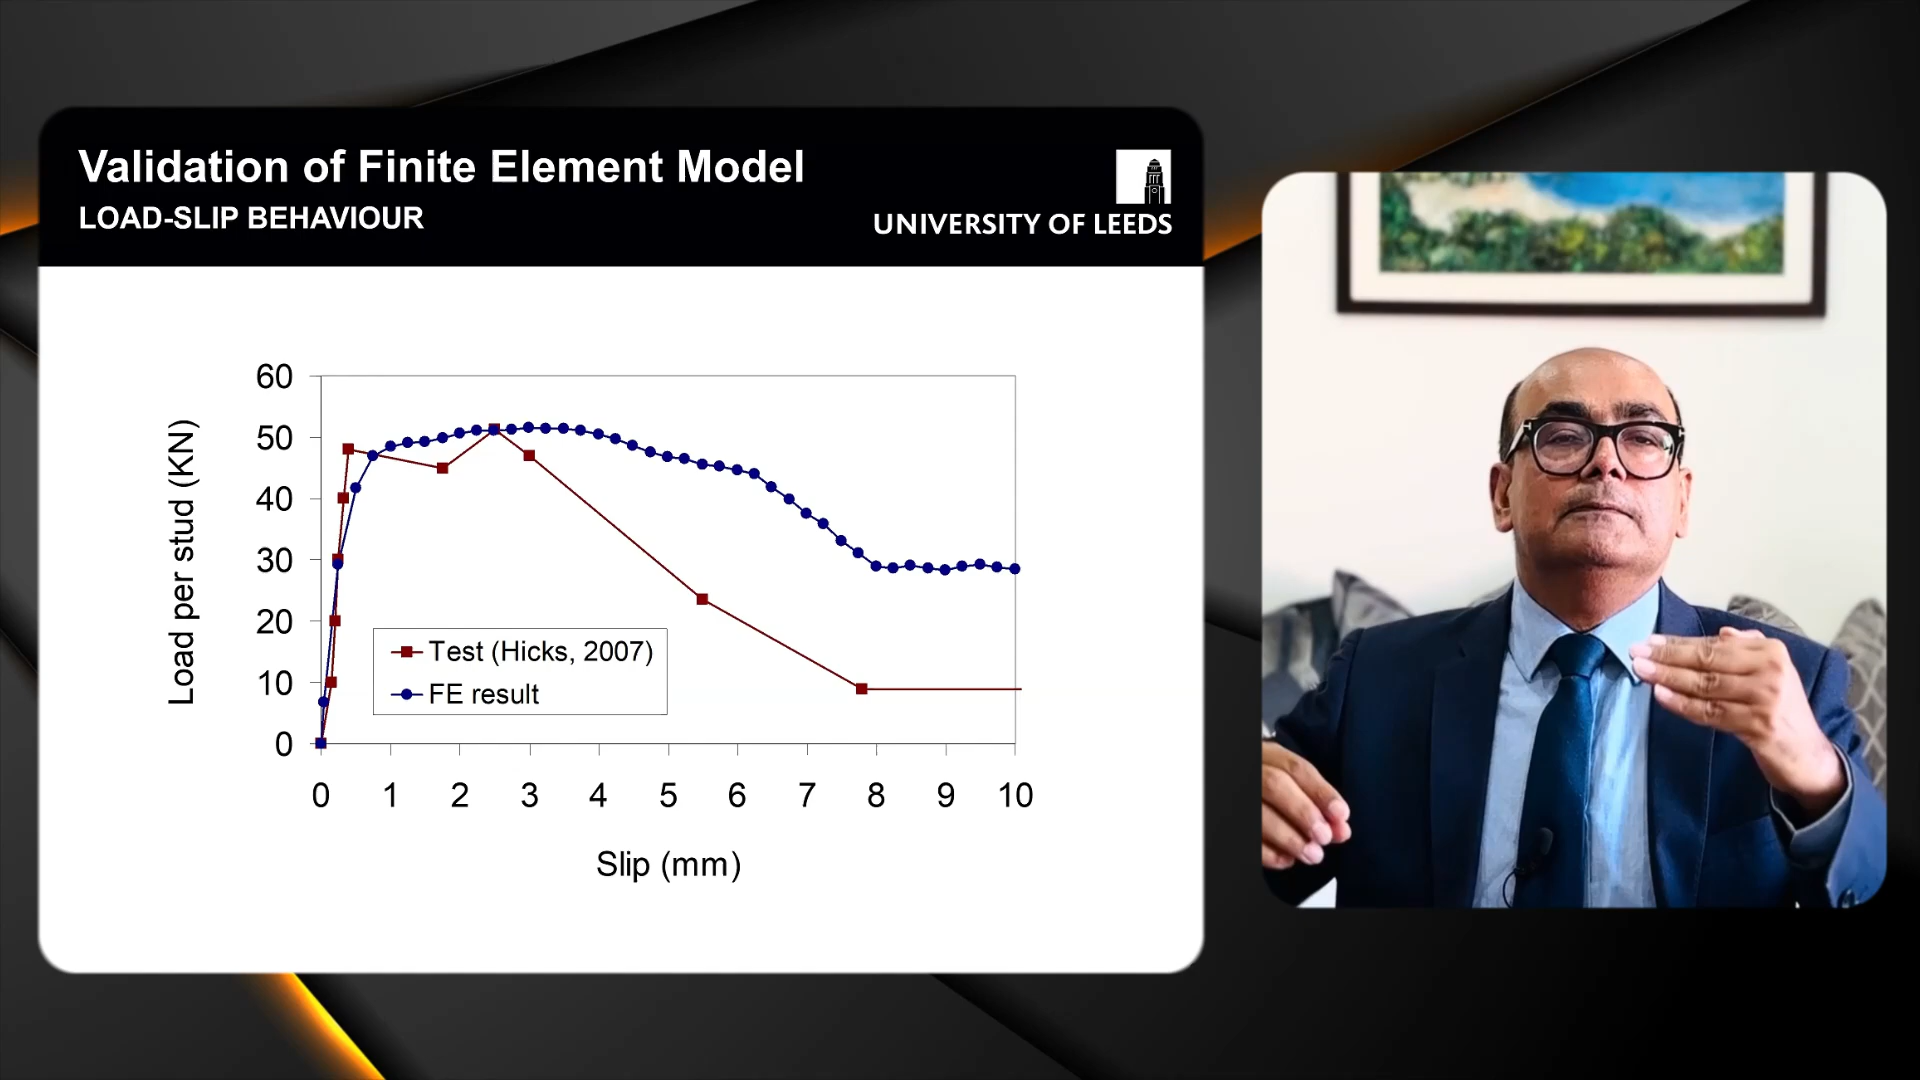 Validation of Finite Element Model
LOAD-SLIP BEHAVIOUR
UNIVERSITY OF LEEDS
Load per stud (KN)
60
50
40
30
20
10
0
Test (Hicks, 2007)
FE result
0 1 2 3 4 5 6 7 8 9 10
Slip (mm)